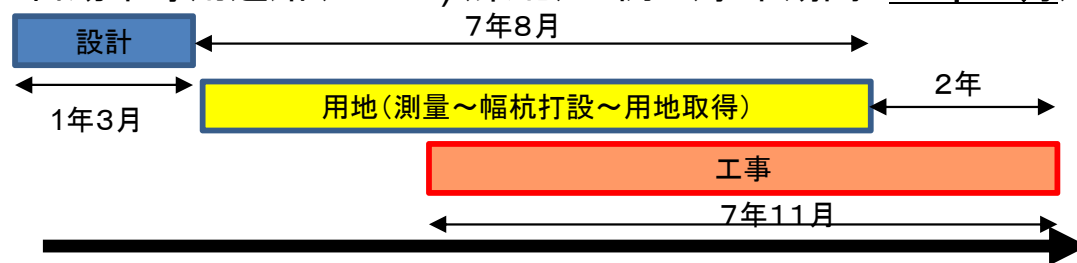 設計
7年8月
1年3月
用地(測量～幅杭打設～用地取得)
2年
工事
7年11月